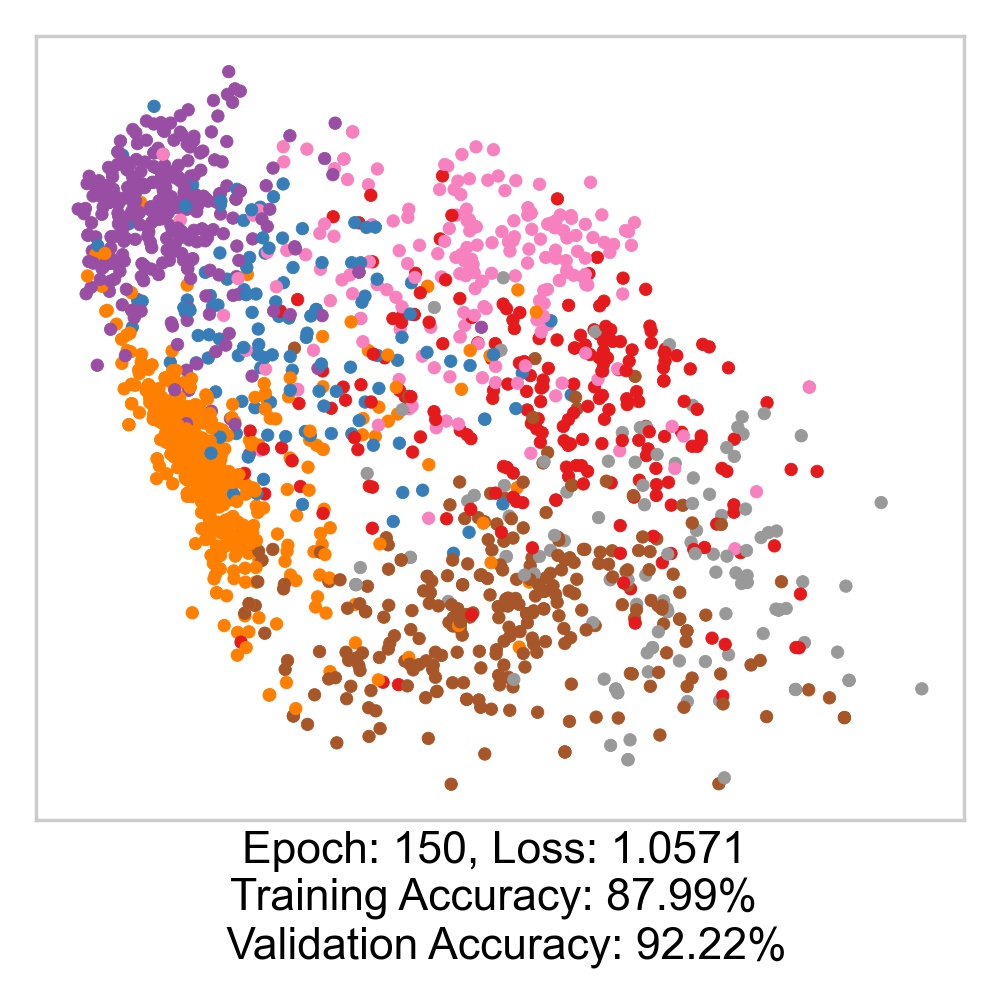 Epoch: 150, Loss: 1.0571
Training Accuracy: 87.99%
Validation Accuracy: 92.22%